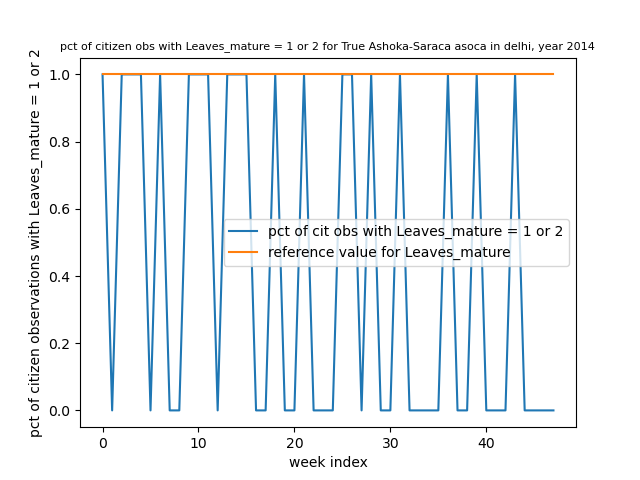 pct of citizen obs with Leaves_mature = 1 or 2 for True Ashoka-Saraca asoca in delhi, year 2014
pct of citizen observations with Leaves_mature = 1 or 2
1.0
0.8
0.6
0.4
0.2
0.0
pct of cit obs with Leaves_mature = 1 or 2
reference value for Leaves_mature
0
10
20
30
40
week index